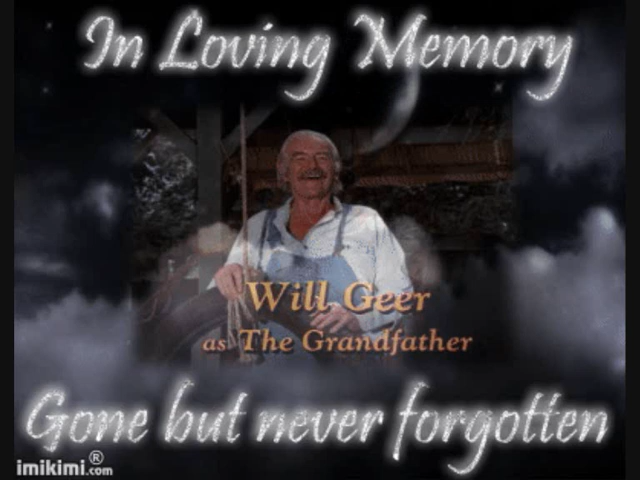 In Loving Memory
Will Geer
as The Grandfather
Gone but never forgotten
imikimi.com®